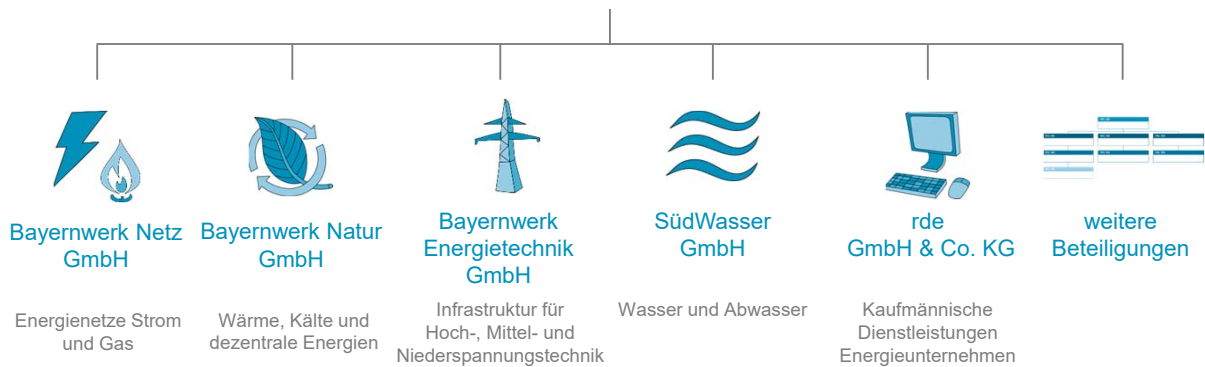 Bayernwerk Netz
GmbH
Energienetze Strom
und Gas
Bayernwerk Natur
GmbH
Wärme, Kälte und
dezentrale Energien
Bayernwerk
Energietechnik
GmbH
Infrastruktur für
Hoch-, Mittel- und
Niederspannungstechnik
SüdWasser
GmbH
Wasser und Abwasser
rde
GmbH & Co. KG
Kaufmännische
Dienstleistungen
Energieunternehmen
weitere
Beteiligungen